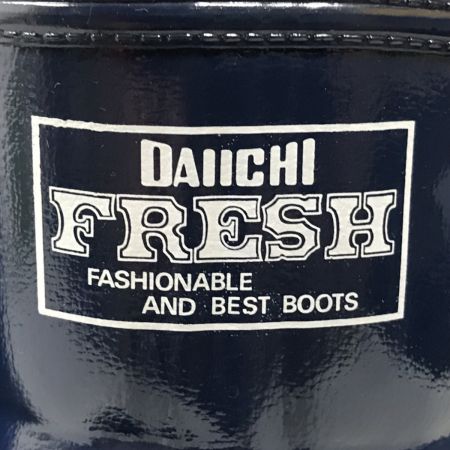 DAIICHI
FRESH
FASHIONABLE
AND BEST BOOTS